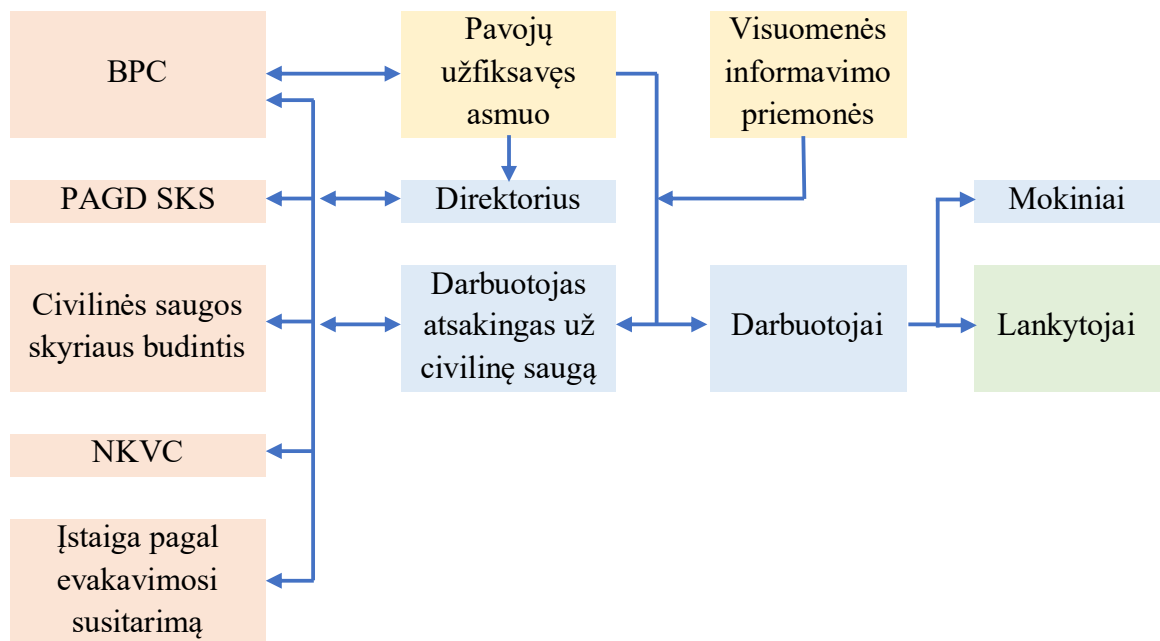 BPC
Pavojų
užfiksavęs
asmuo
Visuomenės
informavimo
priemonės
PAGD SKS
Direktorius
Mokiniai
Civilinės saugos
skyriaus budintis
Darbuotojas
atsakingas už
civilinę saugą
Darbuotojai
Lankytojai
NKVC
Įstaiga pagal
evakavimosi
susitarimą